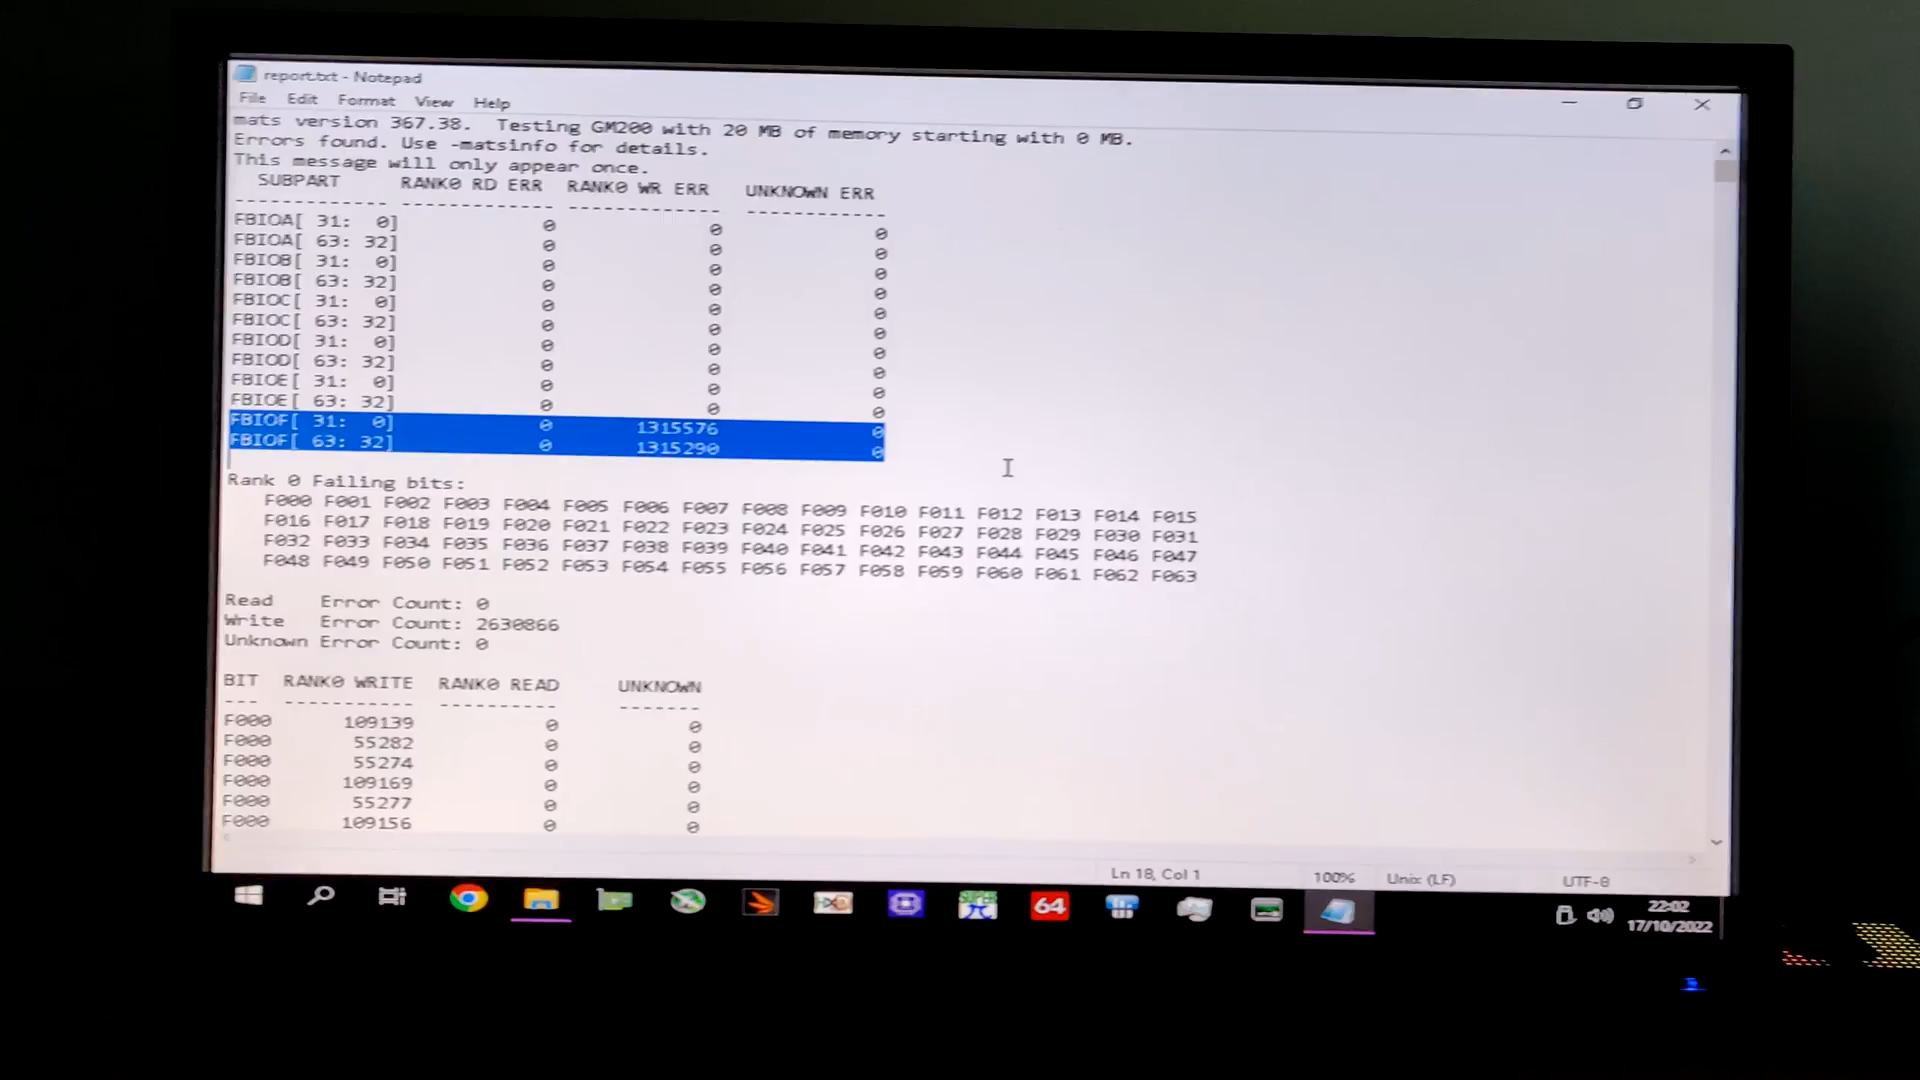 report.txt - Notepad
File Edit Format View Help
mats version 367.38. Testing GM200 with 20 MB of memory starting with 0 MB.
Errors found. Use -matsinfo for details.
This message will only appear once.
SUBPART RANK0 RD ERR RANK0 WR ERR UNKNOWN ERR
------------- ------------- ------------- ------------
FBIOA[ 31: 0] 0 0 0
FBIOA[ 63: 32] 0 0 0
FBIOB[ 31: 0] 0 0 0
FBIOB[ 63: 32] 0 0 0
FBIOC[ 31: 0] 0 0 0
FBIOC[ 63: 32] 0 0 0
FBIOD[ 31: 0] 0 0 0
FBIOD[ 63: 32] 0 0 0
FBIOE[ 31: 0] 0 0 0
FBIOE[ 63: 32] 0 0 0
FBIOF[ 31: 0] 0 1315576 0
FBIOF[ 63: 32] 0 1315290 0
Rank 0 Failing bits:
F000 F001 F002 F003 F004 F005 F006 F007 F008 F009 F010 F011 F012 F013 F014 F015
F016 F017 F018 F019 F020 F021 F022 F023 F024 F025 F026 F027 F028 F029 F030 F031
F032 F033 F034 F035 F036 F037 F038 F039 F040 F041 F042 F043 F044 F045 F046 F047
F048 F049 F050 F051 F052 F053 F054 F055 F056 F057 F058 F059 F060 F061 F062 F063
Read Error Count: 0
Write Error Count: 2630866
Unknown Error Count: 0
BIT RANK0 WRITE RANK0 READ UNKNOWN
--- ----------- ---------- -------
F000 109139 0 0
F000 55282 0 0
F000 55274 0 0
F000 109169 0 0
F000 55277 0 0
F000 109156 0 0
Ln 18, Col 1 100% Unix (LF) UTF-8
SUPER π
64
22:02
17/10/2022